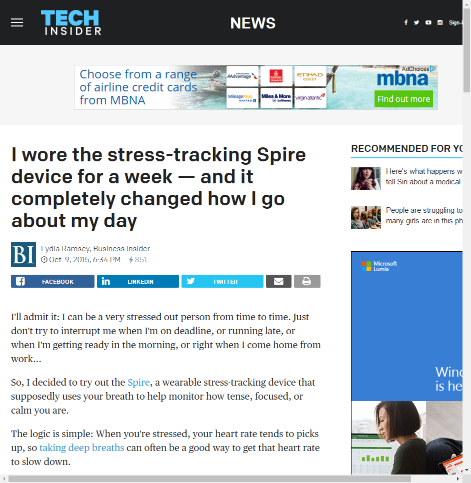 TECH
INSIDER
NEWS
Sign-
Choose from a range
of airline credit cards
from MBNA
AdChoices
mbna
Find out more
I wore the stress-tracking Spire
device for a week — and it
completely changed how I go
about my day
BI
Lydia Ramsey, Business Insider
Oct. 9, 2015, 6:34 PM 851
FACEBOOK
LINKEDIN
TWITTER
I'll admit it: I can be a very stressed out person from time to time. Just
don't try to interrupt me when I'm on deadline, or running late, or
when I'm getting ready in the morning, or right when I come home from
work...
So, I decided to try out the Spire, a wearable stress-tracking device that
supposedly uses your breath to help monitor how tense, focused, or
calm you are.
The logic is simple: When you're stressed, your heart rate tends to picks
up, so taking deep breaths can often be a good way to get that heart rate
to slow down.
RECOMMENDED FOR YO
Here's what happens w
tell Siri about a medical
People are struggling to
many girls are in this ph
Microsoft
Lumia
Wind
is he